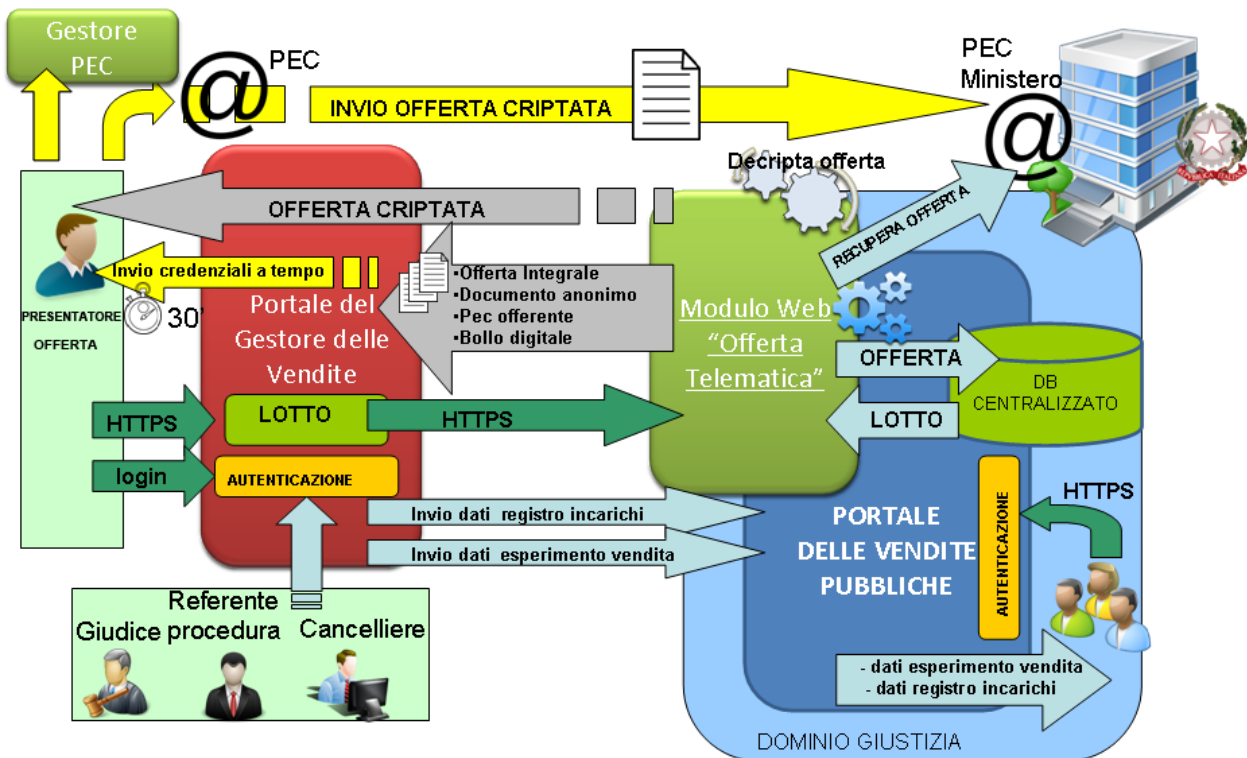 Gestore
PEC
PEC
PEC
Ministero
INVIO OFFERTA CRIPTATA
Decripta offerta
OFFERTA CRIPTATA
RECUPERA OFFERTA
Invio credenziali a tempo
•Offerta Integrale
•Documento anonimo
•Pec offerente
•Bollo digitale
PRESENTATORE
OFFERTA
30'
Portale del
Gestore delle
Vendite
Modulo Web
"Offerta
Telematica"
OFFERTA
DB
CENTRALIZZATO
LOTTO
HTTPS
LOTTO
HTTPS
login
AUTENTICAZIONE
HTTPS
AUTENTICAZIONE
Invio dati registro incarichi
Invio dati esperimento vendita
PORTALE
DELLE VENDITE
PUBBLICHE
Referente
Giudice procedura Cancelliere
- dati esperimento vendita
- dati registro incarichi
DOMINIO GIUSTIZIA